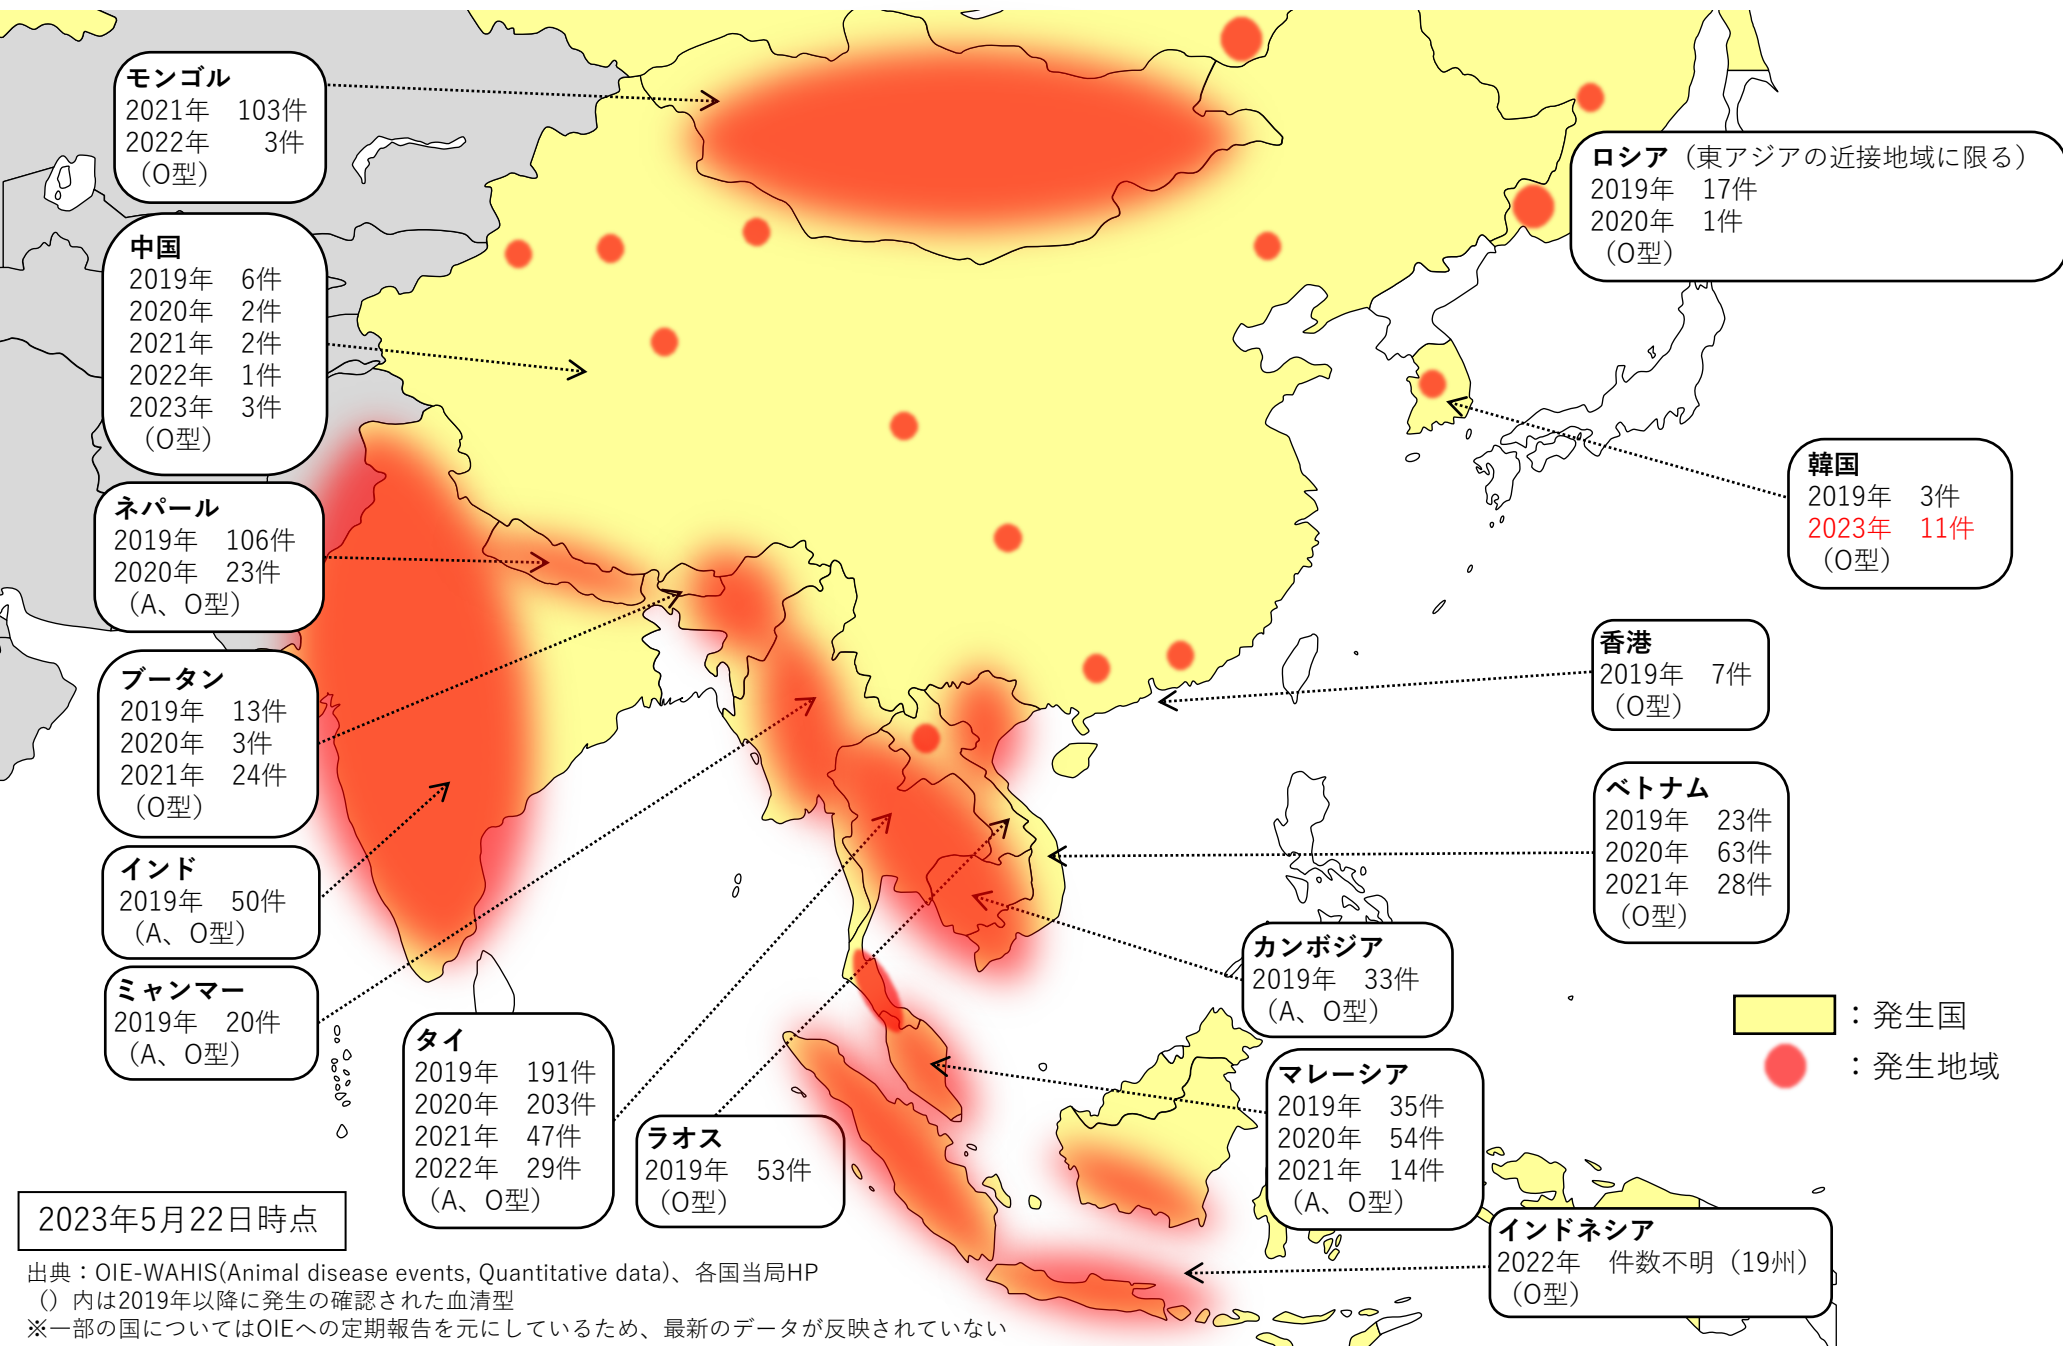 モンゴル
2021年 103件
2022年 3件
（O型）
中国
2019年 6件
2020年 2件
2021年 2件
2022年 1件
2023年 3件
（O型）
ネパール
2019年 106件
2020年 23件
（A、O型）
ブータン
2019年 13件
2020年 3件
2021年 24件
（O型）
インド
2019年 50件
（A、O型）
ミャンマー
2019年 20件
（A、O型）
タイ
2019年 191件
2020年 203件
2021年 47件
2022年 29件
（A、O型）
ラオス
2019年 53件
（O型）
ロシア（東アジアの近接地域に限る）
2019年 17件
2020年 1件
（O型）
韓国
2019年 3件
2023年 11件
（O型）
香港
2019年 7件
（O型）
ベトナム
2019年 23件
2020年 63件
2021年 28件
（O型）
カンボジア
2019年 33件
（A、O型）
マレーシア
2019年 35件
2020年 54件
2021年 14件
（A、O型）
インドネシア
2022年 件数不明（19州）
（O型）
：発生国
：発生地域
2023年5月22日時点
出典：OIE-WAHIS(Animal disease events, Quantitative data)、各国当局HP
（）内は2019年以降に発生の確認された血清型
※一部の国についてはOIEへの定期報告を元にしているため、最新のデータが反映されていない